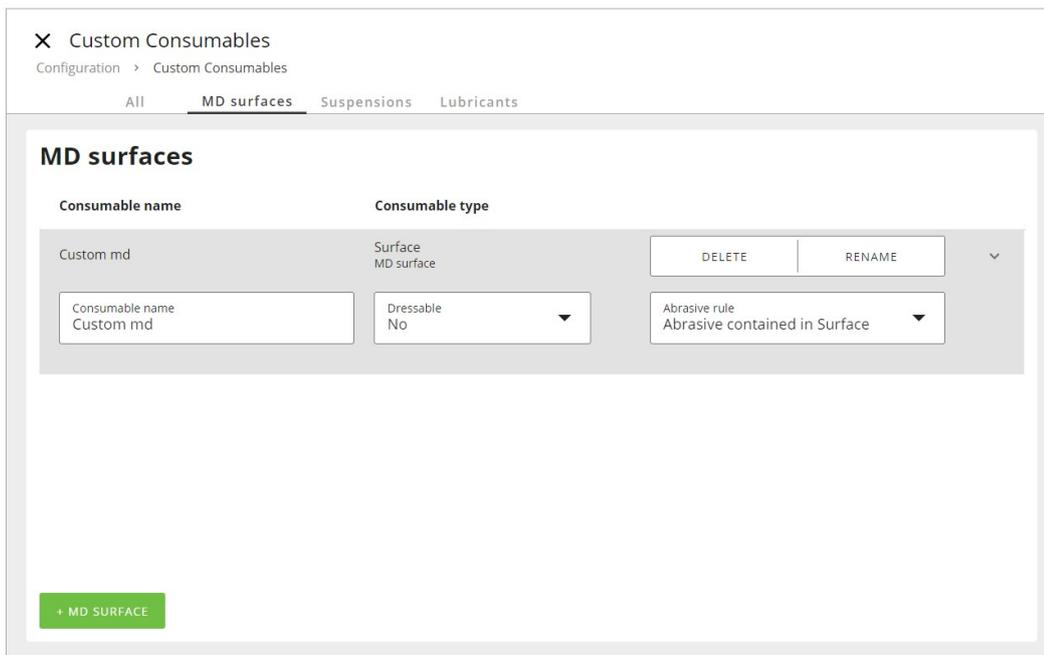 Custom Consumables
Configuration > Custom Consumables
All MD surfaces Suspensions Lubricants
MD surfaces
Consumable name Consumable type
Custom md Surface DELETE RENAME
MD surface
Consumable name Dressable Abrasive rule
Custom md No Abrasive contained in Surface
+ MD SURFACE